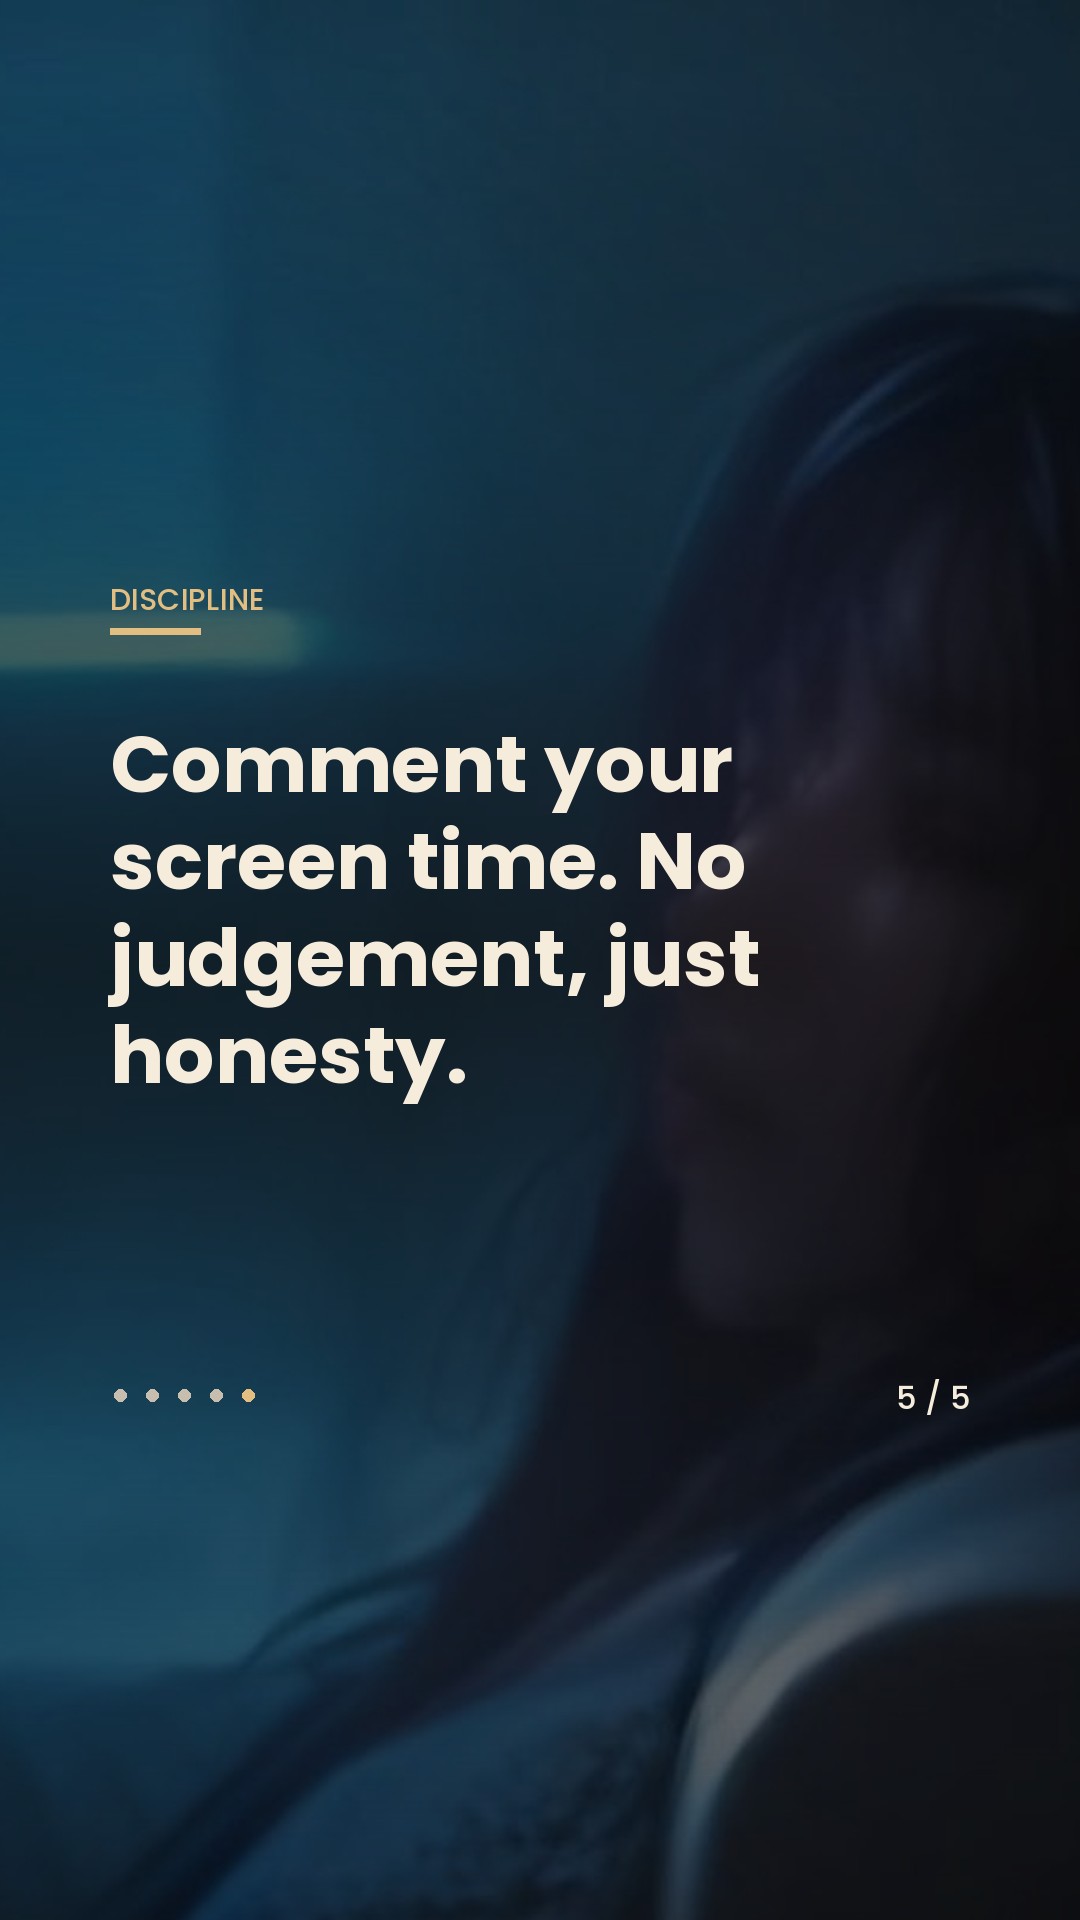 DISCIPLINE
Comment your
screen time. No
judgement, just
honesty.
5 / 5